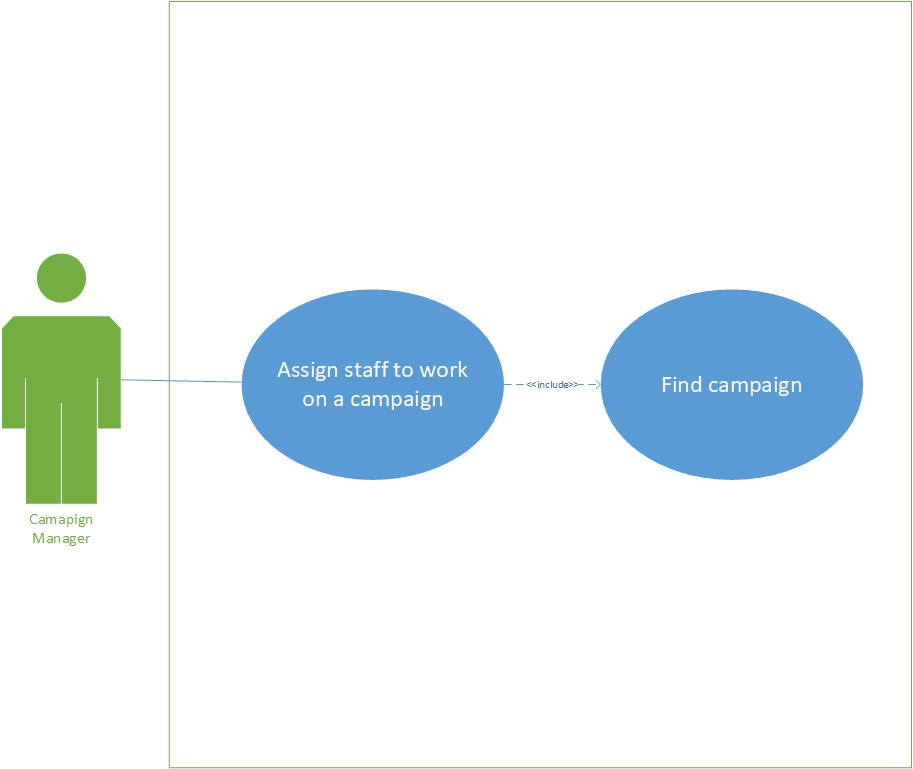 Assign staff to work
on a campaign
<<include>>
Find campaign
Camapign
Manager